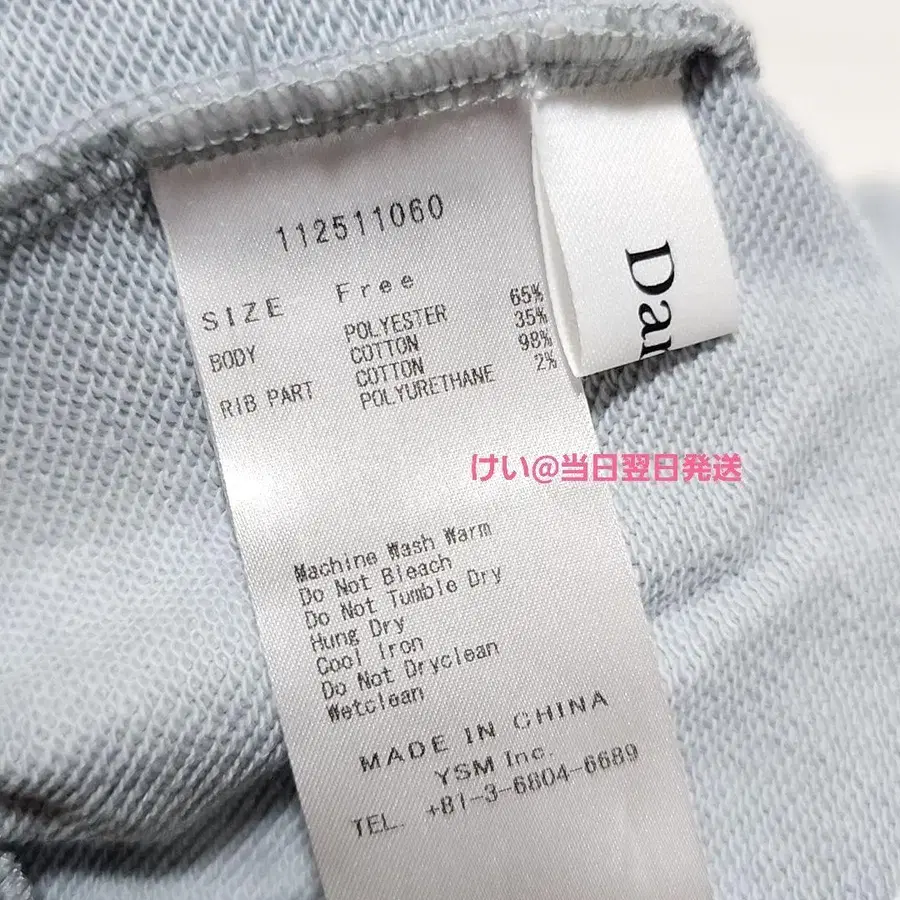 112511060
SIZE Free
BODY POLYESTER 65%
COTTON 35%
RIB PART COTTON 98%
POLYURETHANE 2%
Machine Wash Warm
Do Not Bleach
Do Not Tumble Dry
Hung Dry
Cool Iron
Do Not Dryclean
Wetclean
MADE IN CHINA
YSM Inc.
TEL. +81-3-6804-6689
Dar
けい@当日翌日発送